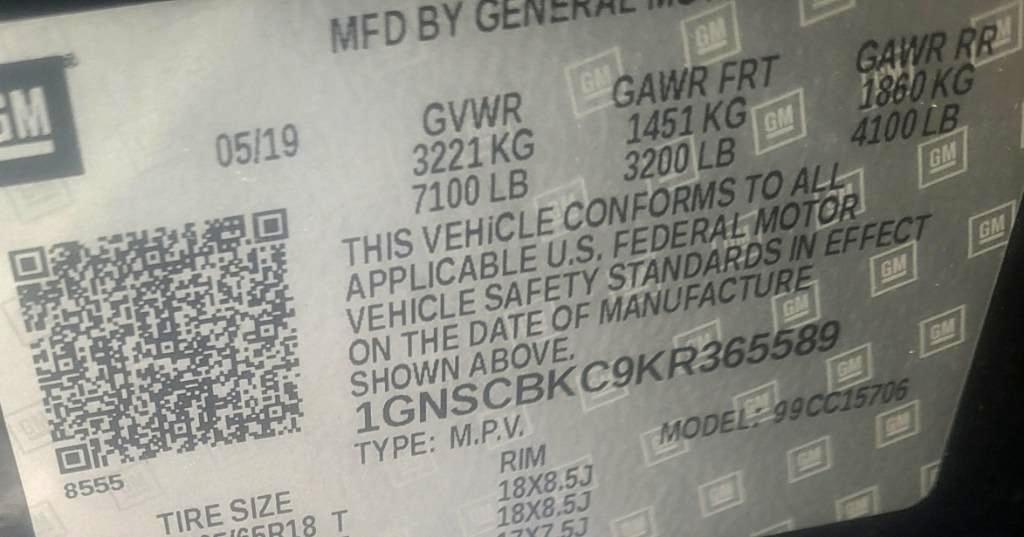 MFD BY GENERAL
GM
05/19
GVWR
3221 KG
7100 LB
GAWR FRT
1451 KG
3200 LB
GAWR RR
1860 KG
4100 LB
THIS VEHICLE CONFORMS TO ALL
APPLICABLE U.S. FEDERAL MOTOR
VEHICLE SAFETY STANDARDS IN EFFECT
ON THE DATE OF MANUFACTURE
SHOWN ABOVE.
1GNSCBKC9KR365589
TYPE: M.P.V.
MODEL: 99CC15706
8555
TIRE SIZE
T
RIM
18X8.5J
18X8.5J
17X7.5J